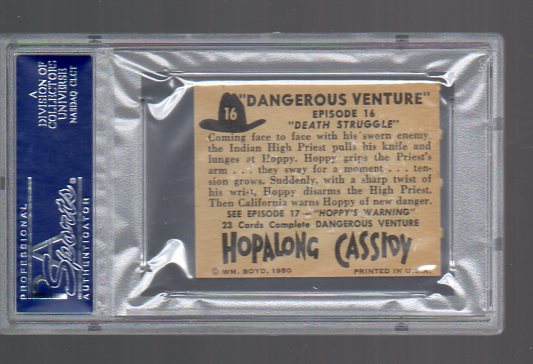 A
DIVISION OF
COLLECTORS
UNIVERSE
NASDAQ CLCT
PSA
Sports
PROFESSIONAL
AUTHENTICATOR
16
"DANGEROUS VENTURE"
EPISODE 16
"DEATH STRUGGLE"
Coming face to face with his sworn enemy,
the Indian High Priest pulls his knife and
lunges at Hoppy. Hoppy grips the Priest's
arm . . . they sway for a moment . . . ten-
sion grows. Suddenly, with a sharp twist of
his wrist, Hoppy disarms the High Priest.
Then California warns Hoppy of new danger.
SEE EPISODE 17—"HOPPY'S WARNING"
23 Cards Complete DANGEROUS VENTURE
HOPALONG CASSIDY
© WM. BOYD, 1950 PRINTED IN U.S.A.